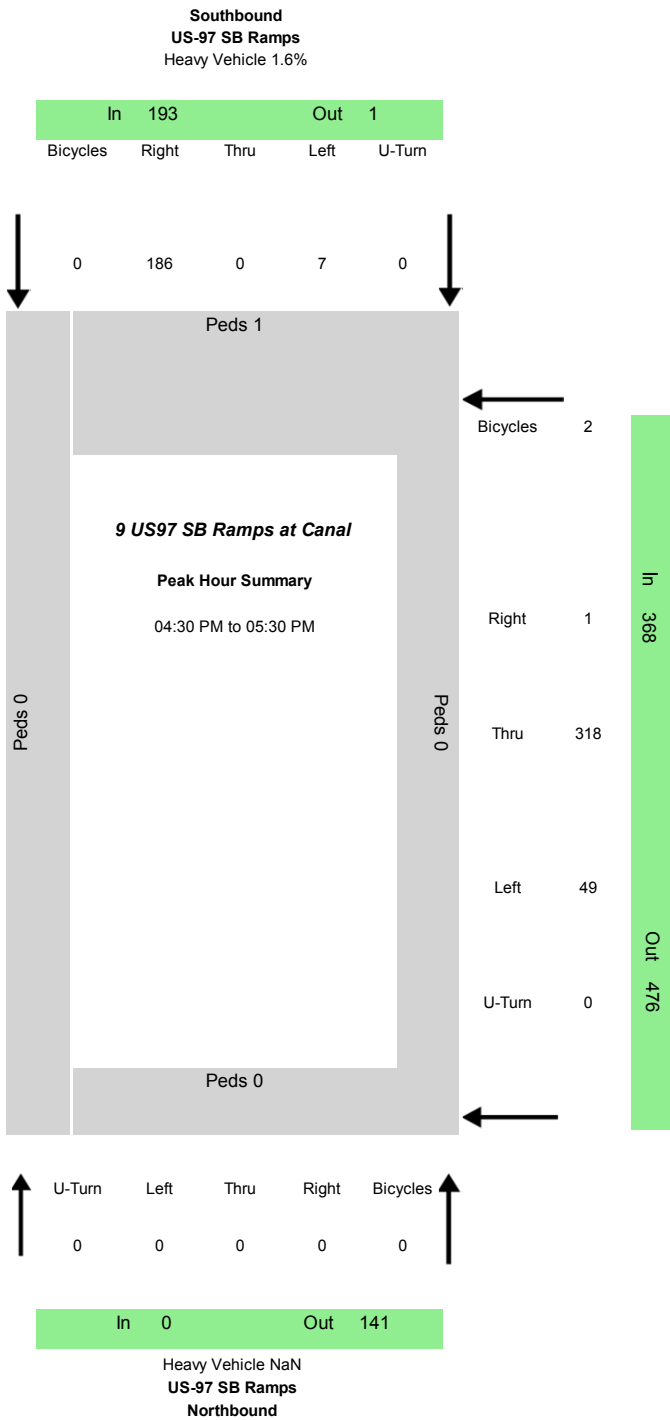 Southbound
US-97 SB Ramps
Heavy Vehicle 1.6%
In 193 Out 1
Bicycles Right Thru Left U-Turn
0 186 0 7 0
Peds 1
Bicycles 2
9 US97 SB Ramps at Canal
Peak Hour Summary
04:30 PM to 05:30 PM
In 368
Right 1
Peds 0
Peds 0
Thru 318
Left 49
Out 476
U-Turn 0
Peds 0
U-Turn Left Thru Right Bicycles
0 0 0 0 0
In 0 Out 141
Heavy Vehicle NaN
US-97 SB Ramps
Northbound